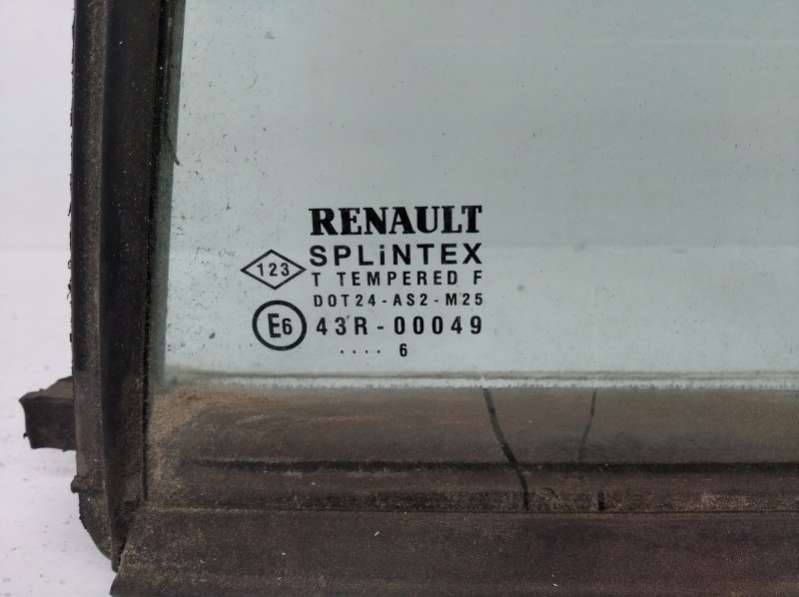 RENAULT
SPLiNTEX
123
T TEMPERED F
DOT24-AS2-M25
E6 43R-00049
.... 6